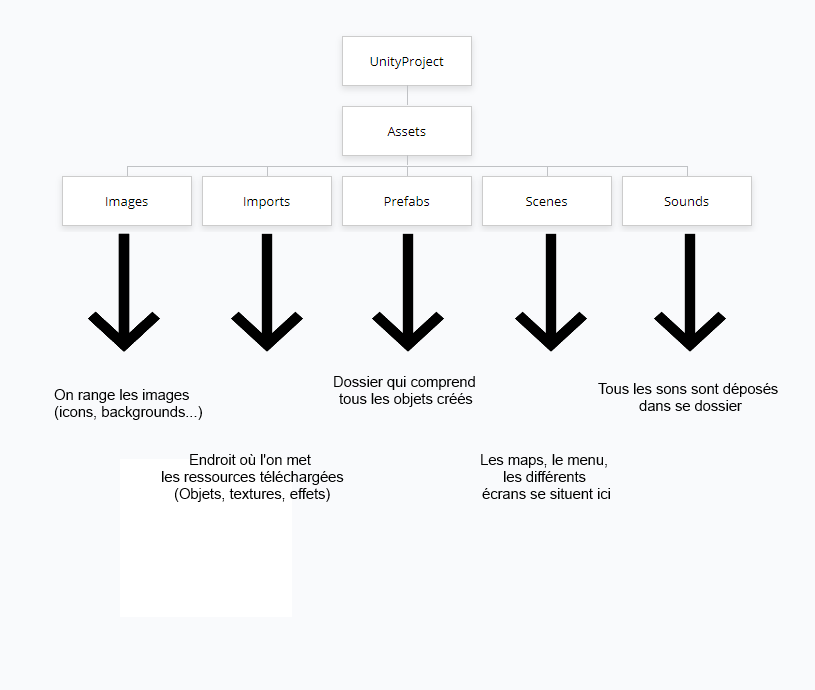 UnityProject
Assets
Images
Imports
Prefabs
Scenes
Sounds
On range les images
(icons, backgrounds...)
Endroit où l'on met
les ressources téléchargées
(Objets, textures, effets)
Dossier qui comprend
tous les objets créés
Les maps, le menu,
les différents
écrans se situent ici
Tous les sons sont déposés
dans se dossier